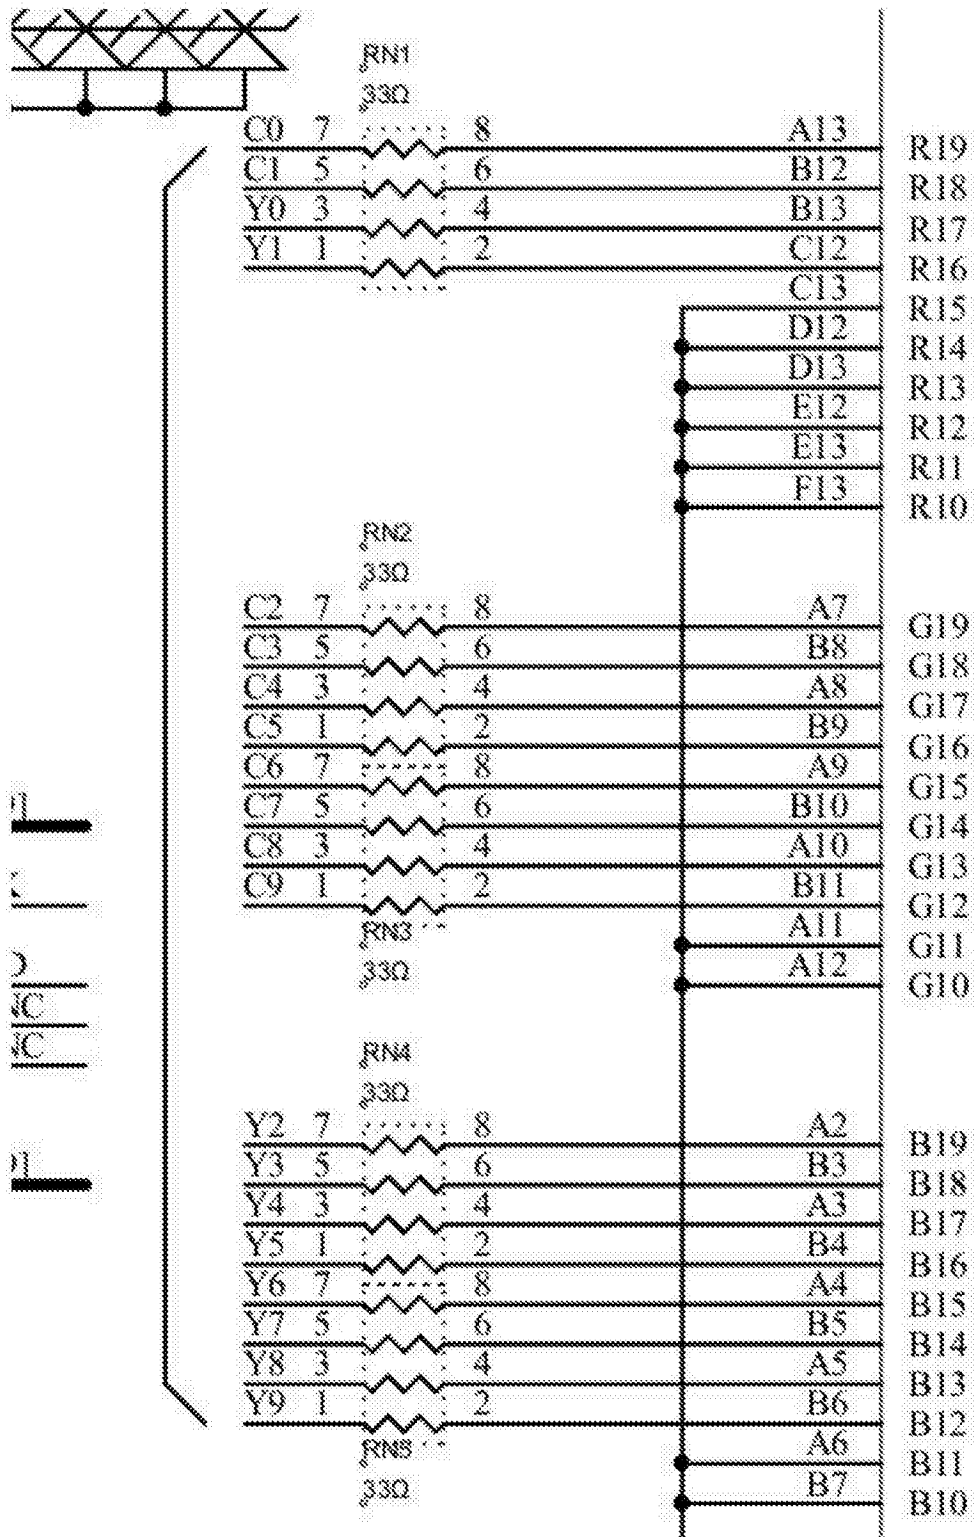 RN1
33Ω
C0 7 8 A13 R19
C1 5 6 B12 R18
Y0 3 4 B13 R17
Y1 1 2 C12 R16
C13 R15
D12 R14
D13 R13
E12 R12
E13 R11
F13 R10
RN2
33Ω
C2 7 8 A7 G19
C3 5 6 B8 G18
C4 3 4 A8 G17
C5 1 2 B9 G16
C6 7 8 A9 G15
C7 5 6 B10 G14
C8 3 4 A10 G13
C9 1 2 B11 G12
RN3 A11 G11
33Ω A12 G10
NC
NC
RN4
33Ω
Y2 7 8 A2 B19
Y3 5 6 B3 B18
Y4 3 4 A3 B17
Y5 1 2 B4 B16
Y6 7 8 A4 B15
Y7 5 6 B5 B14
Y8 3 4 A5 B13
Y9 1 2 B6 B12
RN5 A6 B11
33Ω B7 B10